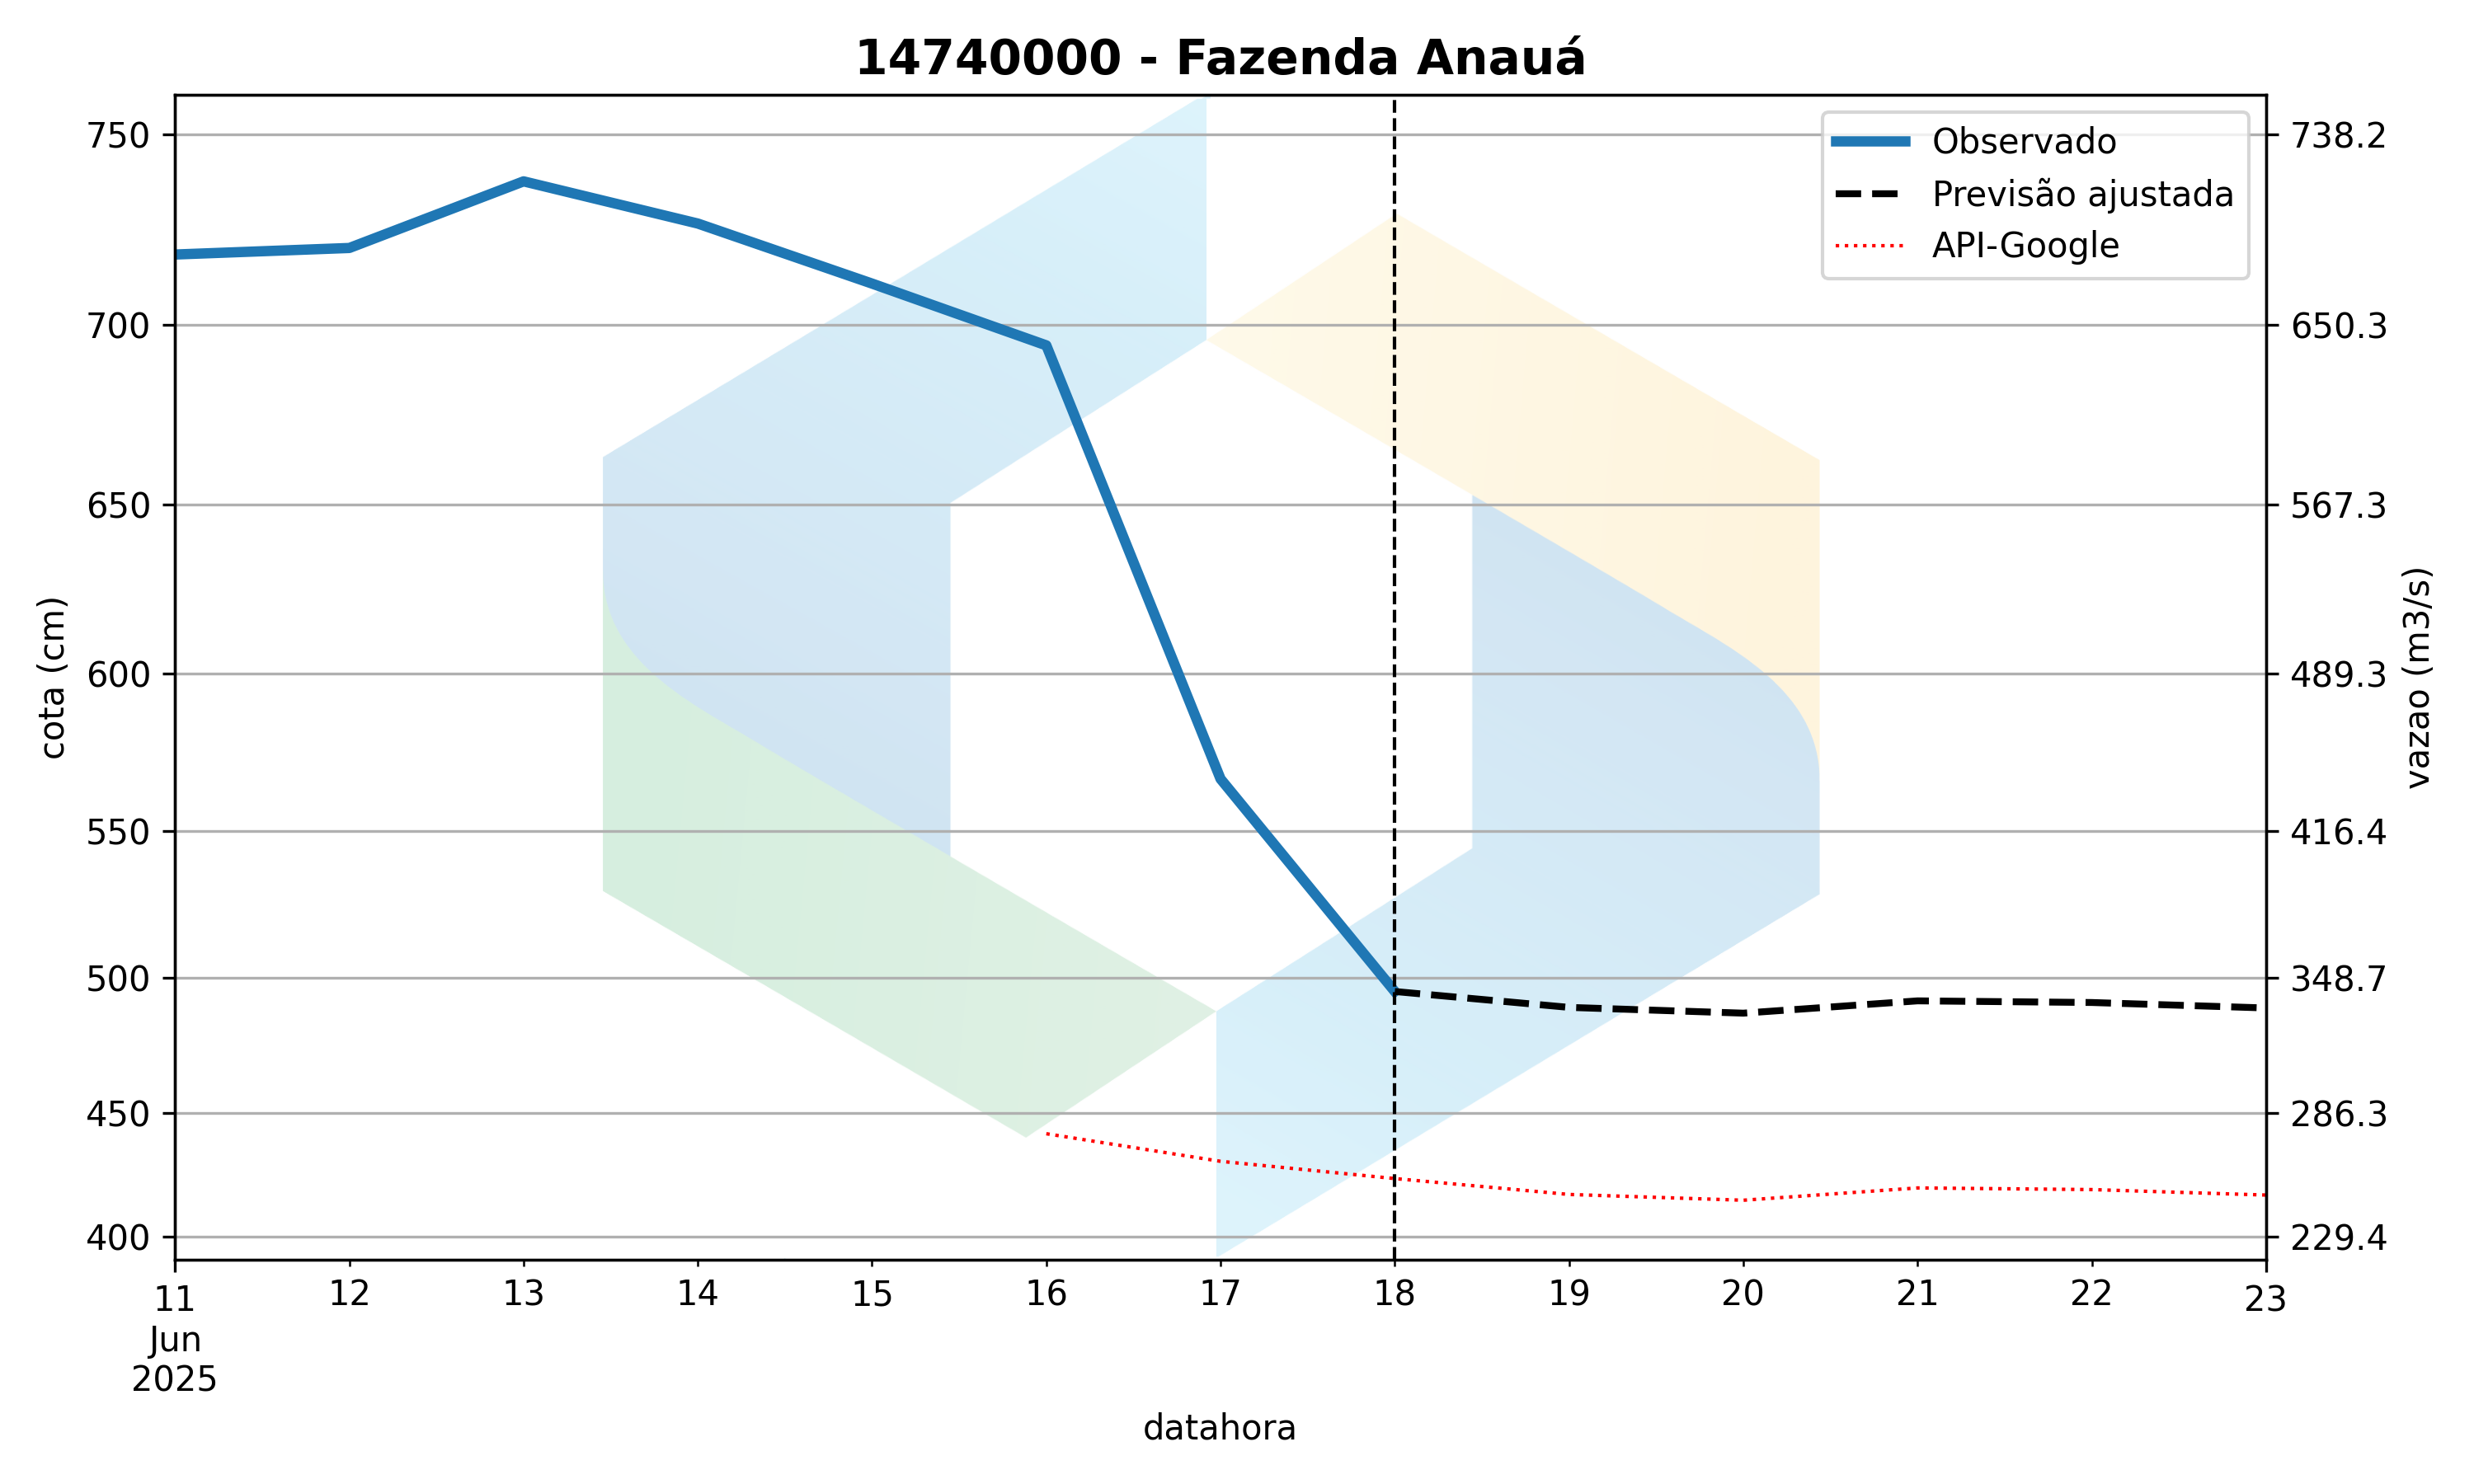 14740000 - Fazenda Anauá
Observado
Previsão ajustada
API-Google
750
700
650
600
550
500
450
400
cota (cm)
738.2
650.3
567.3
489.3
416.4
348.7
286.3
229.4
vazao (m3/s)
11 12 13 14 15 16 17 18 19 20 21 22 23
Jun
2025
datahora